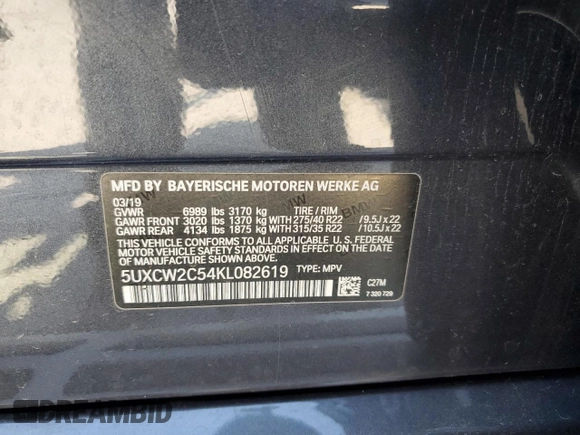 MFD BY BAYERISCHE MOTOREN WERKE AG
03/19
GVWR 6989 lbs 3170 kg TIRE / RIM
GAWR FRONT 3020 lbs 1370 kg 275/40 R22 / 9.5J x 22
GAWR REAR 4134 lbs 1875 kg 315/35 R22 / 10.5J x 22
THIS VEHICLE CONFORMS TO ALL APPLICABLE U. S. FEDERAL
MOTOR VEHICLE SAFETY STANDARDS IN EFFECT ON THE
DATE OF MANUFACTURE SHOWN ABOVE.
5UXCW2C54KL082619 TYPE: MPV
C27M
7 320 729
DREAMBID